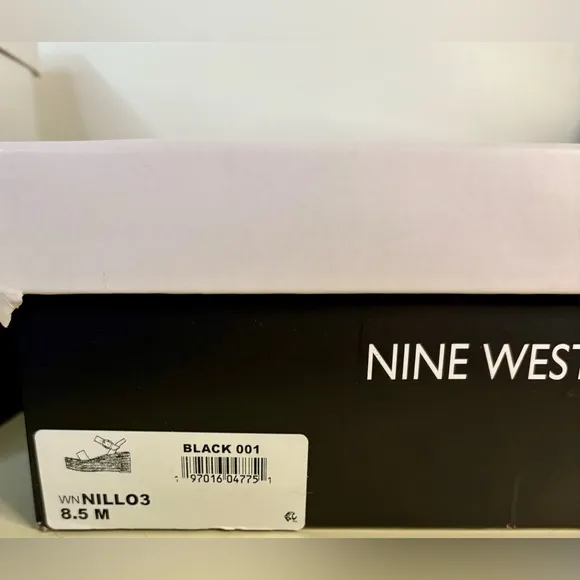 NINE WEST
BLACK 001
1 97016 04775 1
WN NILLO3
8.5 M